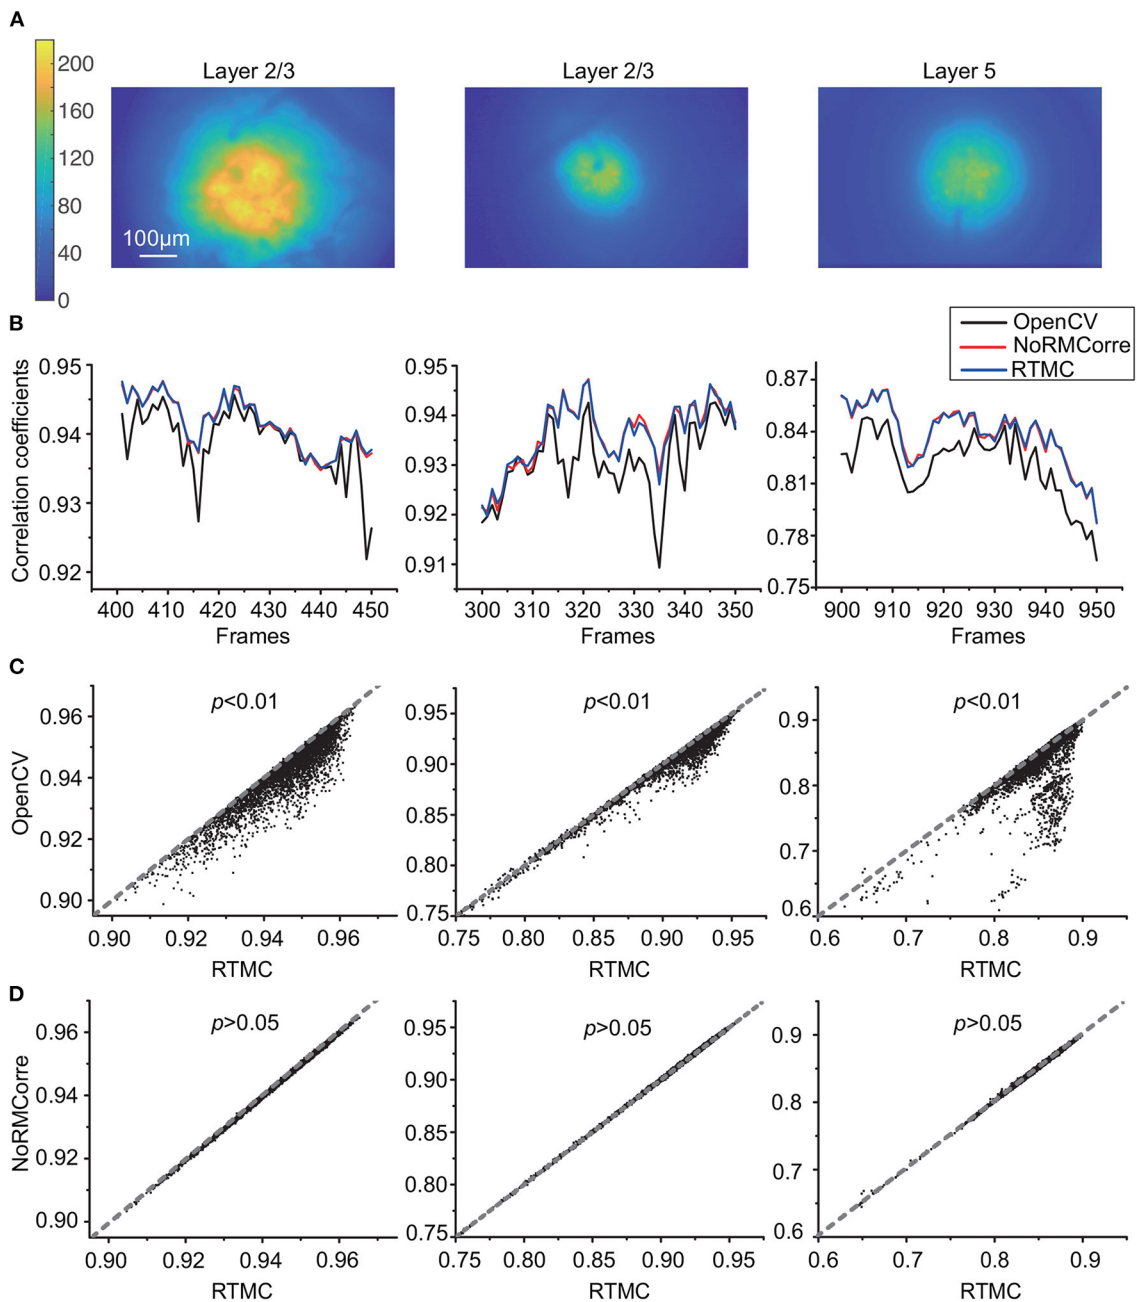 A
Layer 2/3
Layer 2/3
Layer 5
200
160
120
80
40
0
100µm
B
OpenCV
NoRMCorre
RTMC
Correlation coefficients
0.95
0.94
0.93
0.92
400 410 420 430 440 450
Frames
0.95
0.94
0.93
0.92
0.91
300 310 320 330 340 350
Frames
0.87
0.84
0.81
0.78
0.75
900 910 920 930 940 950
Frames
C
OpenCV
p<0.01
0.96
0.94
0.92
0.90
0.90 0.92 0.94 0.96
RTMC
p<0.01
0.95
0.90
0.85
0.80
0.75
0.75 0.80 0.85 0.90 0.95
RTMC
p<0.01
0.9
0.8
0.7
0.6
0.6 0.7 0.8 0.9
RTMC
D
NoRMCorre
p>0.05
0.96
0.94
0.92
0.90
0.90 0.92 0.94 0.96
RTMC
p>0.05
0.95
0.90
0.85
0.80
0.75
0.75 0.80 0.85 0.90 0.95
RTMC
p>0.05
0.9
0.8
0.7
0.6
0.6 0.7 0.8 0.9
RTMC